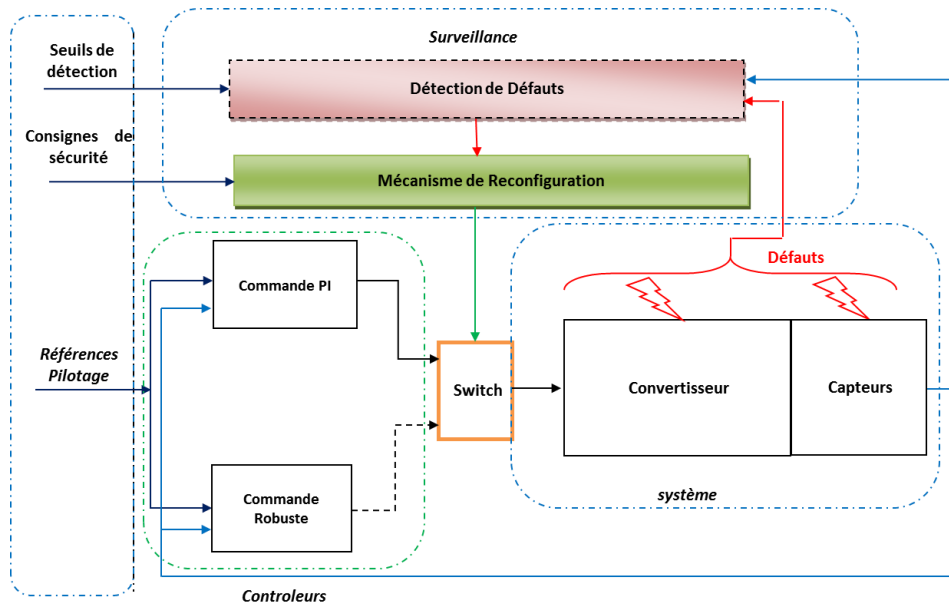 Surveillance
Seuils de
détection
Détection de Défauts
Consignes de
sécurité
Mécanisme de Reconfiguration
Défauts
Commande PI
Références
Pilotage
Switch
Convertisseur
Capteurs
Commande
Robuste
système
Controleurs